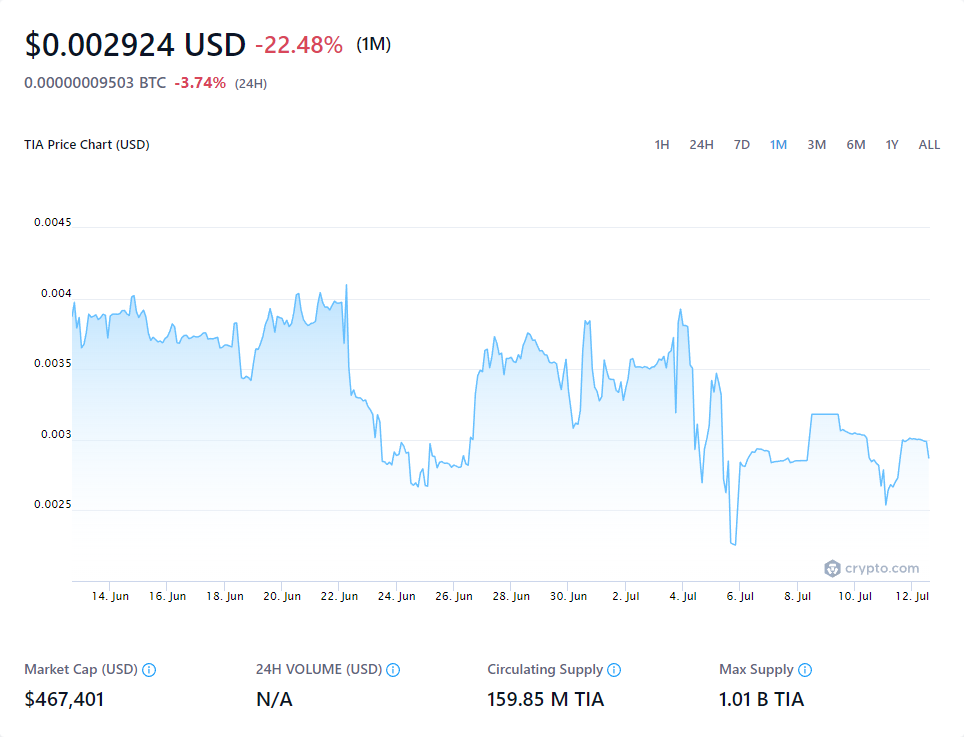 $0.002924 USD -22.48% (1M)
0.00000009503 BTC -3.74% (24H)
TIA Price Chart (USD)
1H 24H 7D 1M 3M 6M 1Y ALL
0.0045
0.004
0.0035
0.003
0.0025
crypto.com
14. Jun 16. Jun 18. Jun 20. Jun 22. Jun 24. Jun 26. Jun 28. Jun 30. Jun 2. Jul 4. Jul 6. Jul 8. Jul 10. Jul 12. Jul
Market Cap (USD) 24H VOLUME (USD) Circulating Supply Max Supply
$467,401 N/A 159.85 M TIA 1.01 B TIA